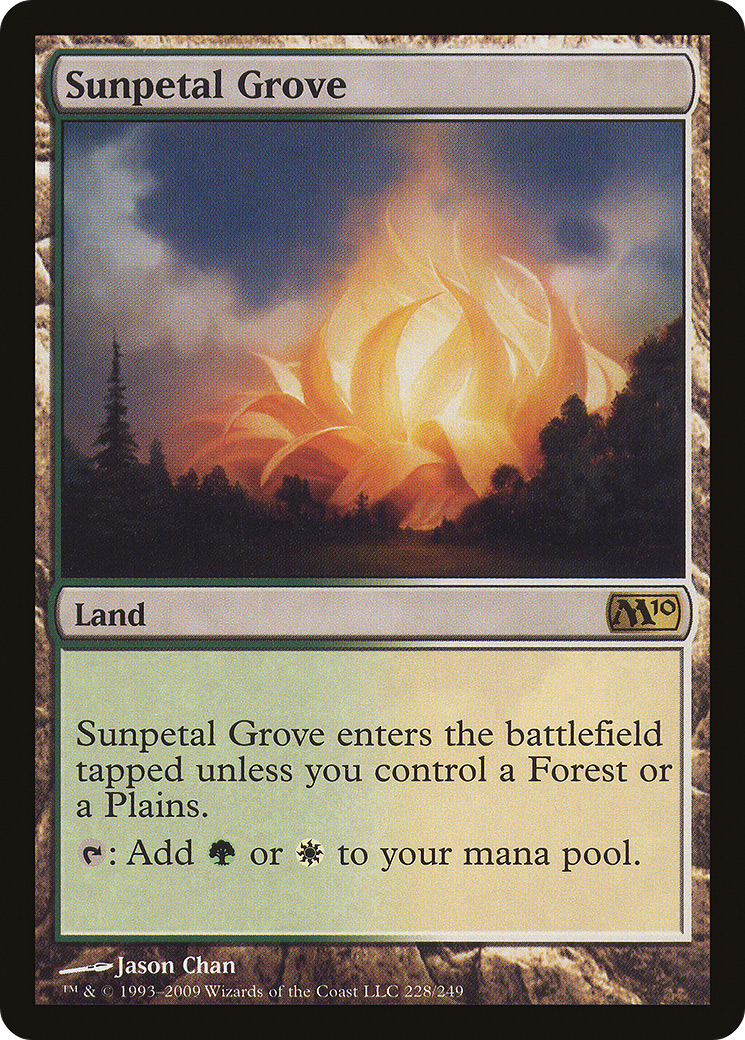 Sunpetal Grove
Land
M10
Sunpetal Grove enters the battlefield
tapped unless you control a Forest or
a Plains.
: Add or to your mana pool.
Jason Chan
™ & © 1993–2009 Wizards of the Coast LLC 228/249